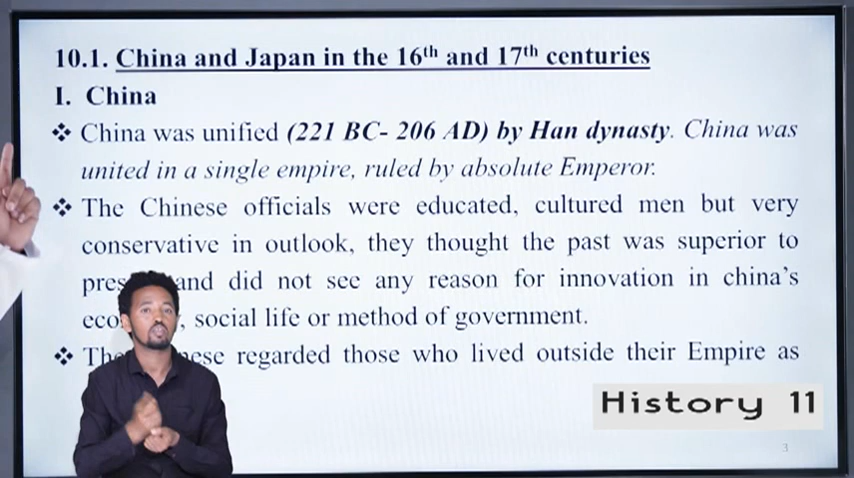 10.1. China and Japan in the 16th and 17th centuries
I. China
❖ China was unified (221 BC- 206 AD) by Han dynasty. China was
united in a single empire, ruled by absolute Emperor.
❖ The Chinese officials were educated, cultured men but very
conservative in outlook, they thought the past was superior to
and did not see any reason for innovation in china's
, social life or method of government.
❖ regarded those who lived outside their Empire as
History 11
3